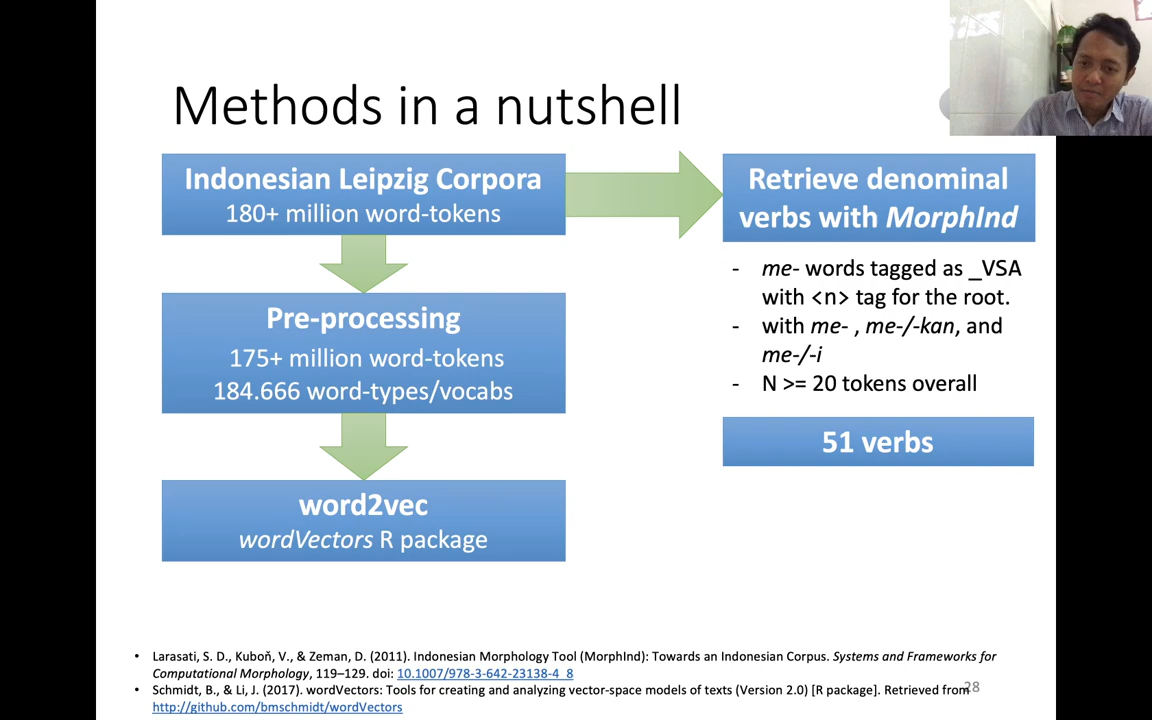 Methods in a nutshell
Indonesian Leipzig Corpora
180+ million word-tokens
Retrieve denominal
verbs with MorphInd
- me- words tagged as _VSA
with <n> tag for the root.
- with me- , me-/-kan, and
me-/-i
- N >= 20 tokens overall
51 verbs
Pre-processing
175+ million word-tokens
184.666 word-types/vocabs
word2vec
wordVectors R package
• Larasati, S. D., Kuboň, V., & Zeman, D. (2011). Indonesian Morphology Tool (MorphInd): Towards an Indonesian Corpus. Systems and Frameworks for
Computational Morphology, 119–129. doi: 10.1007/978-3-642-23138-4_8
• Schmidt, B., & Li, J. (2017). wordVectors: Tools for creating and analyzing vector-space models of texts (Version 2.0) [R package]. Retrieved from
http://github.com/bmschmidt/wordVectors
28